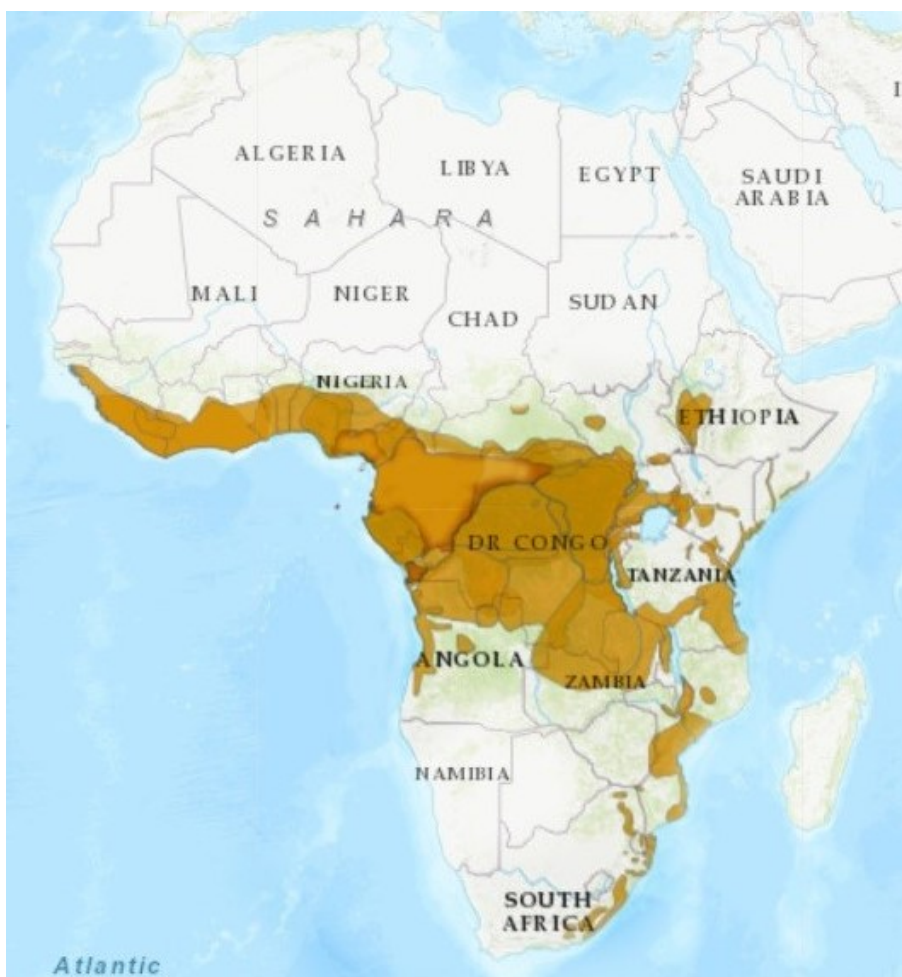 ALGERIA
LIBYA
EGYPT
SAUDI
ARABIA
I
SAHARA
MALI
NIGER
CHAD
SUDAN
NIGERIA
ETHIOPIA
DR CONGO
TANZANIA
ANGOLA
ZAMBIA
NAMIBIA
SOUTH
AFRICA
Atlantic